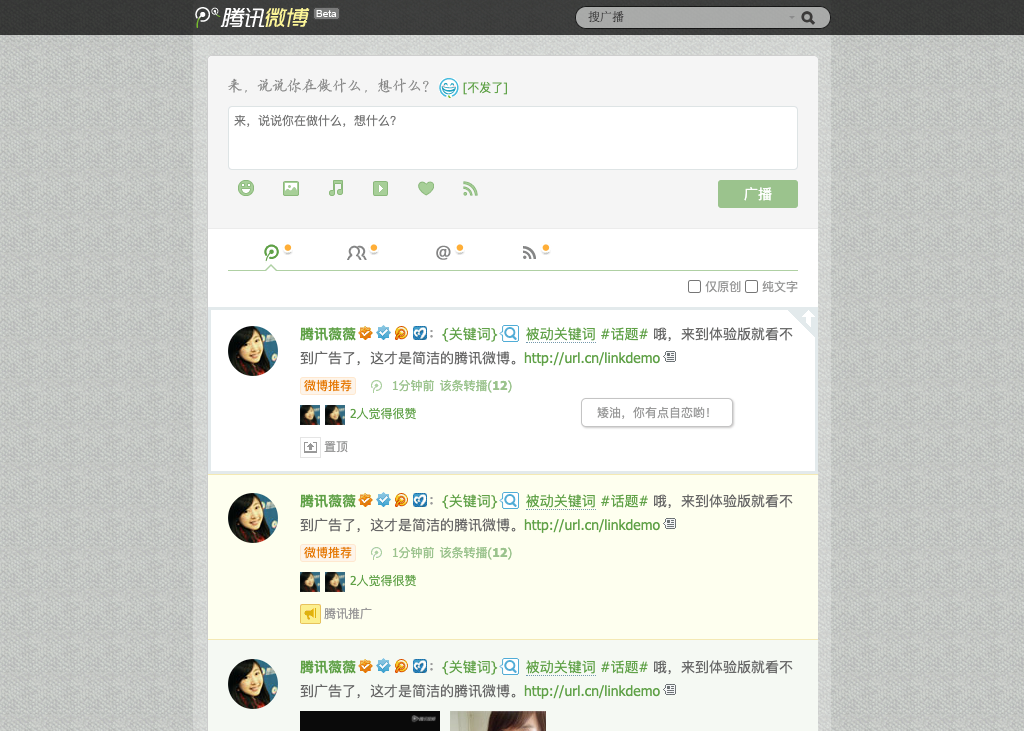 腾讯微博 Beta
搜广播
来，说说你在做什么，想什么？ [不发了]
来，说说你在做什么，想什么？
广播
@
仅原创 纯文字
腾讯薇薇：{关键词} 被动关键词 #话题# 哦，来到体验版就看不
到广告了，这才是简洁的腾讯微博。http://url.cn/linkdemo
微博推荐 1分钟前 该条转播(12)
2人觉得很赞
矮油，你有点自恋哟！
置顶
腾讯薇薇：{关键词} 被动关键词 #话题# 哦，来到体验版就看不
到广告了，这才是简洁的腾讯微博。http://url.cn/linkdemo
微博推荐 1分钟前 该条转播(12)
2人觉得很赞
腾讯推广
腾讯薇薇：{关键词} 被动关键词 #话题# 哦，来到体验版就看不
到广告了，这才是简洁的腾讯微博。http://url.cn/linkdemo